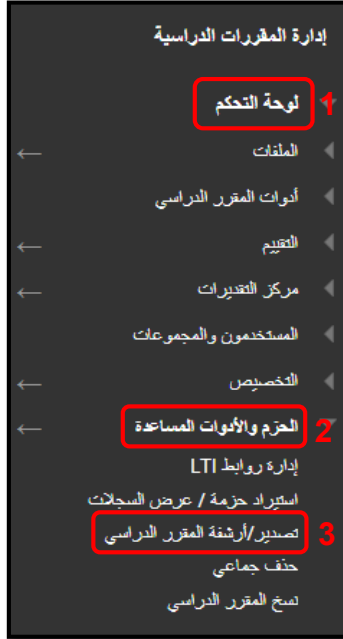 إدارة المقررات الدراسية
لوحة التحكم 1
الملفات
أدوات المقرر الدراسي
التقييم
مركز التقديرات
المستخدمون والمجموعات
التخصيص
الحزم والأدوات المساعدة 2
إدارة روابط LTI
استيراد حزمة / عرض السجلات
تصدير/أرشفة المقرر الدراسي 3
حذف جماعي
نسخ المقرر الدراسي